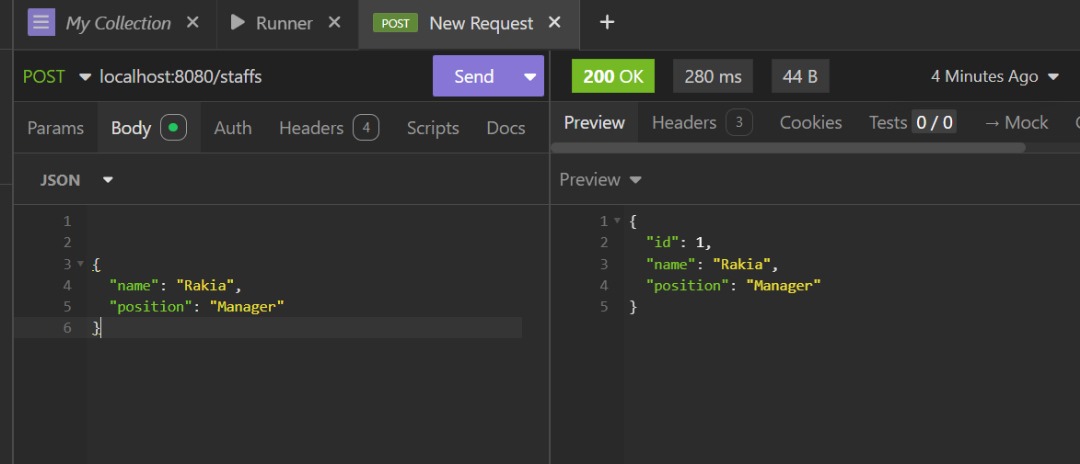 My Collection × Runner × POST New Request × +
POST localhost:8080/staffs Send
Params Body Auth Headers 4 Scripts Docs
JSON
1
2
3 {
4 "name": "Rakia",
5 "position": "Manager"
6 }
200 OK 280 ms 44 B 4 Minutes Ago
Preview Headers 3 Cookies Tests 0 / 0 → Mock
Preview
1 {
2 "id": 1,
3 "name": "Rakia",
4 "position": "Manager"
5 }